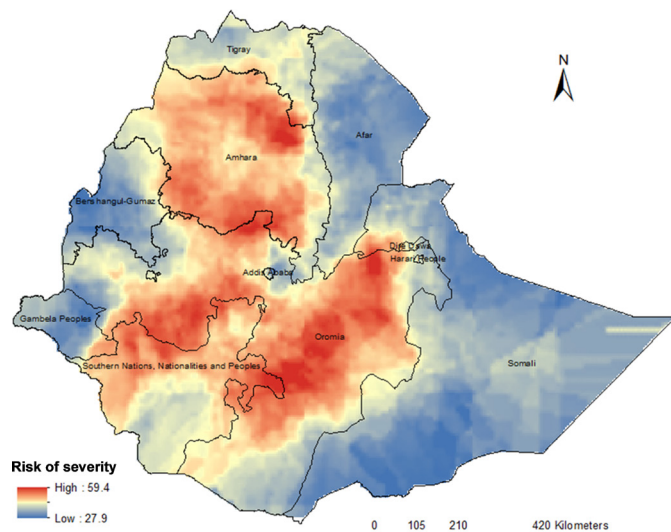 Tigray
N
Afar
Amhara
Benshangul-Gumaz
Dire Dawa
Harari People
Addis Ababa
Gambela Peoples
Oromia
Southern Nations, Nationalities and Peoples
Somali
Risk of severity
High : 59.4
Low : 27.9
0 105 210 420 Kilometers